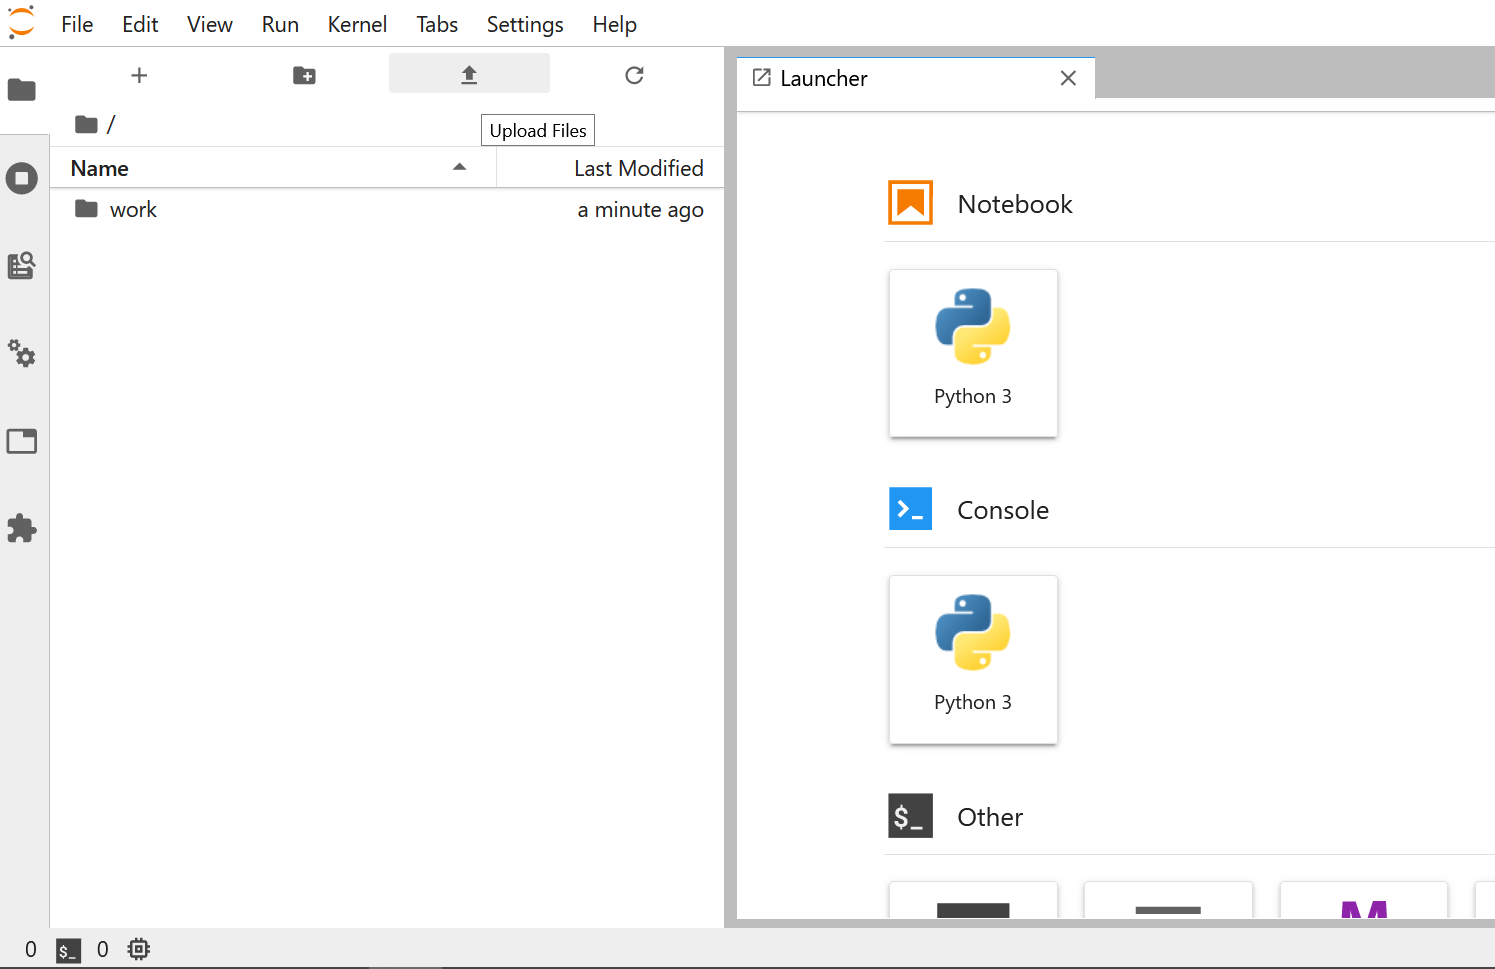 File Edit View Run Kernel Tabs Settings Help
Launcher
/
Upload Files
Name Last Modified
work a minute ago
Notebook
Python 3
Console
Python 3
$_ Other
0 $_ 0